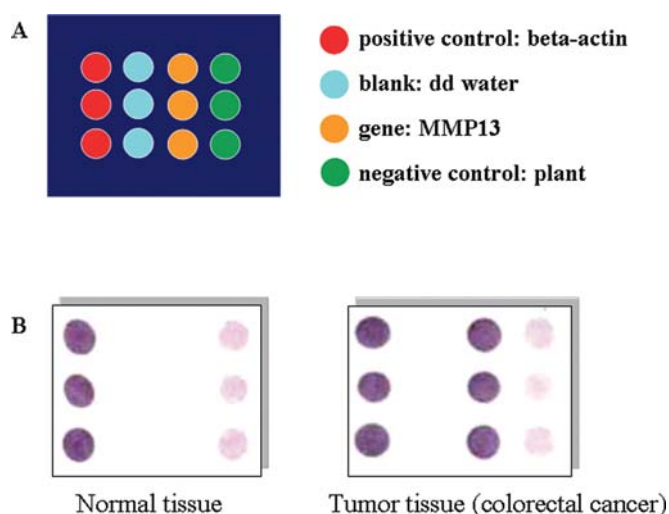 A
positive control: beta-actin
blank: dd water
gene: MMP13
negative control: plant
B
Normal tissue
Tumor tissue (colorectal cancer)